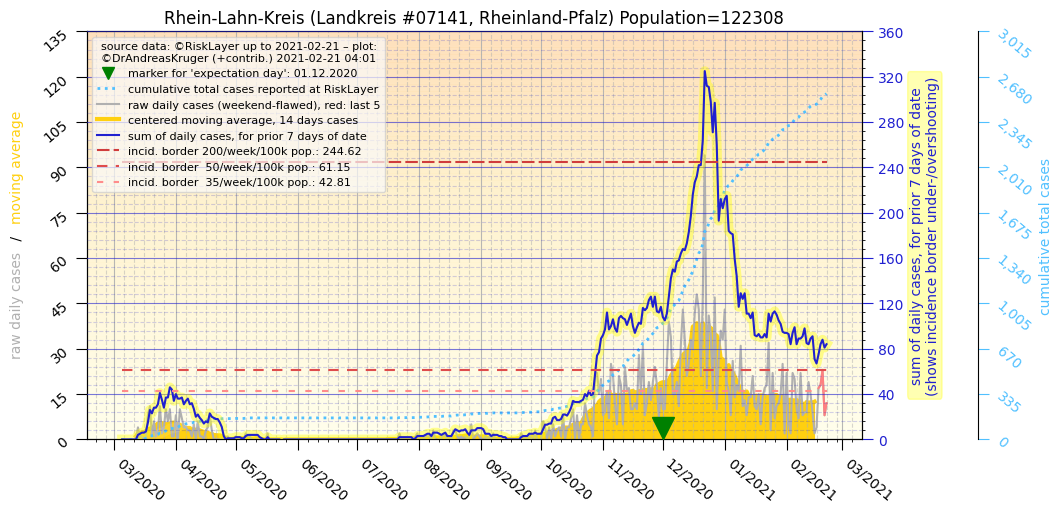 Rhein-Lahn-Kreis (Landkreis #07141, Rheinland-Pfalz) Population=122308
source data: ©RiskLayer up to 2021-02-21 – plot:
©DrAndreasKruger (+contrib.) 2021-02-21 04:01
marker for 'expectation day': 01.12.2020
cumulative total cases reported at RiskLayer
raw daily cases (weekend-flawed), red: last 5
centered moving average, 14 days cases
sum of daily cases, for prior 7 days of date
incid. border 200/week/100k pop.: 244.62
incid. border  50/week/100k pop.: 61.15
incid. border  35/week/100k pop.: 42.81
raw daily cases / moving average
135
120
105
90
75
60
45
30
15
0
03/2020
04/2020
05/2020
06/2020
07/2020
08/2020
09/2020
10/2020
11/2020
12/2020
01/2021
02/2021
03/2021
360
320
280
240
200
160
120
80
40
0
sum of daily cases, for prior 7 days of date
(shows incidence border under-/overshooting)
3,015
2,680
2,345
2,010
1,675
1,340
1,005
670
335
0
cumulative total cases